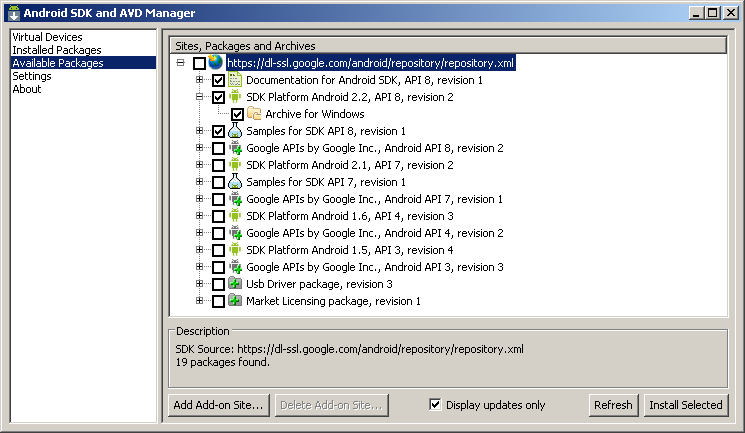 Android SDK and AVD Manager
Virtual Devices
Installed Packages
Available Packages
Settings
About
Sites, Packages and Archives
https://dl-ssl.google.com/android/repository/repository.xml
Documentation for Android SDK, API 8, revision 1
SDK Platform Android 2.2, API 8, revision 2
Archive for Windows
Samples for SDK API 8, revision 1
Google APIs by Google Inc., Android API 8, revision 2
SDK Platform Android 2.1, API 7, revision 2
Samples for SDK API 7, revision 1
Google APIs by Google Inc., Android API 7, revision 1
SDK Platform Android 1.6, API 4, revision 3
Google APIs by Google Inc., Android API 4, revision 2
SDK Platform Android 1.5, API 3, revision 4
Google APIs by Google Inc., Android API 3, revision 3
Usb Driver package, revision 3
Market Licensing package, revision 1
Description
SDK Source: https://dl-ssl.google.com/android/repository/repository.xml
19 packages found.
Add Add-on Site...
Delete Add-on Site...
Display updates only
Refresh
Install Selected